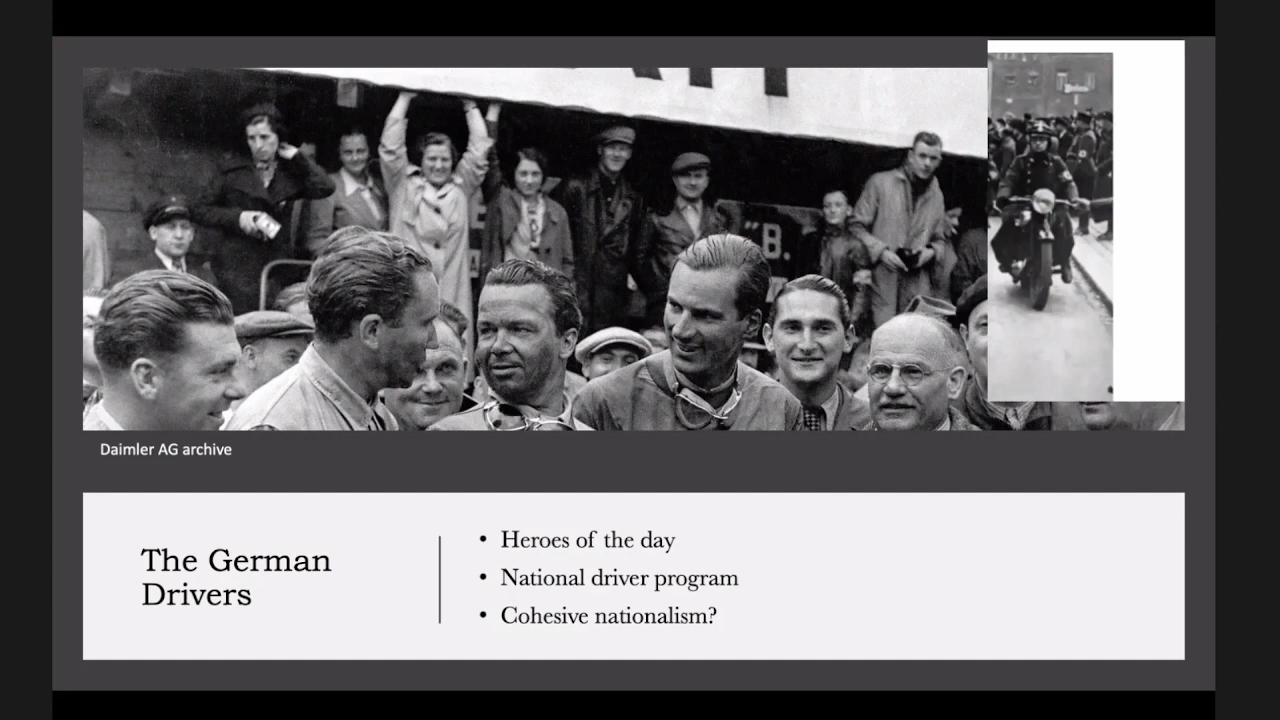 B.
Daimler AG archive
The German
Drivers
• Heroes of the day
• National driver program
• Cohesive nationalism?